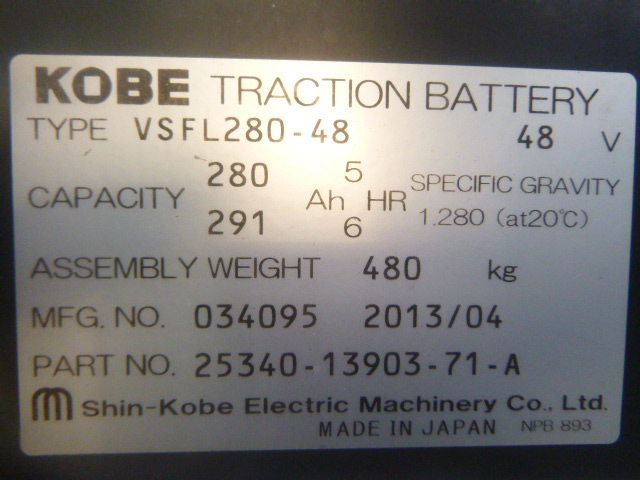 KOBE TRACTION BATTERY
TYPE VSFL280-48 48 V
CAPACITY 280 Ah 5 HR SPECIFIC GRAVITY
291 6 1.280 (at20℃)
ASSEMBLY WEIGHT 480 kg
MFG. NO. 034095 2013/04
PART NO. 25340-13903-71-A
Shin-Kobe Electric Machinery Co., Ltd.
MADE IN JAPAN NPB 893